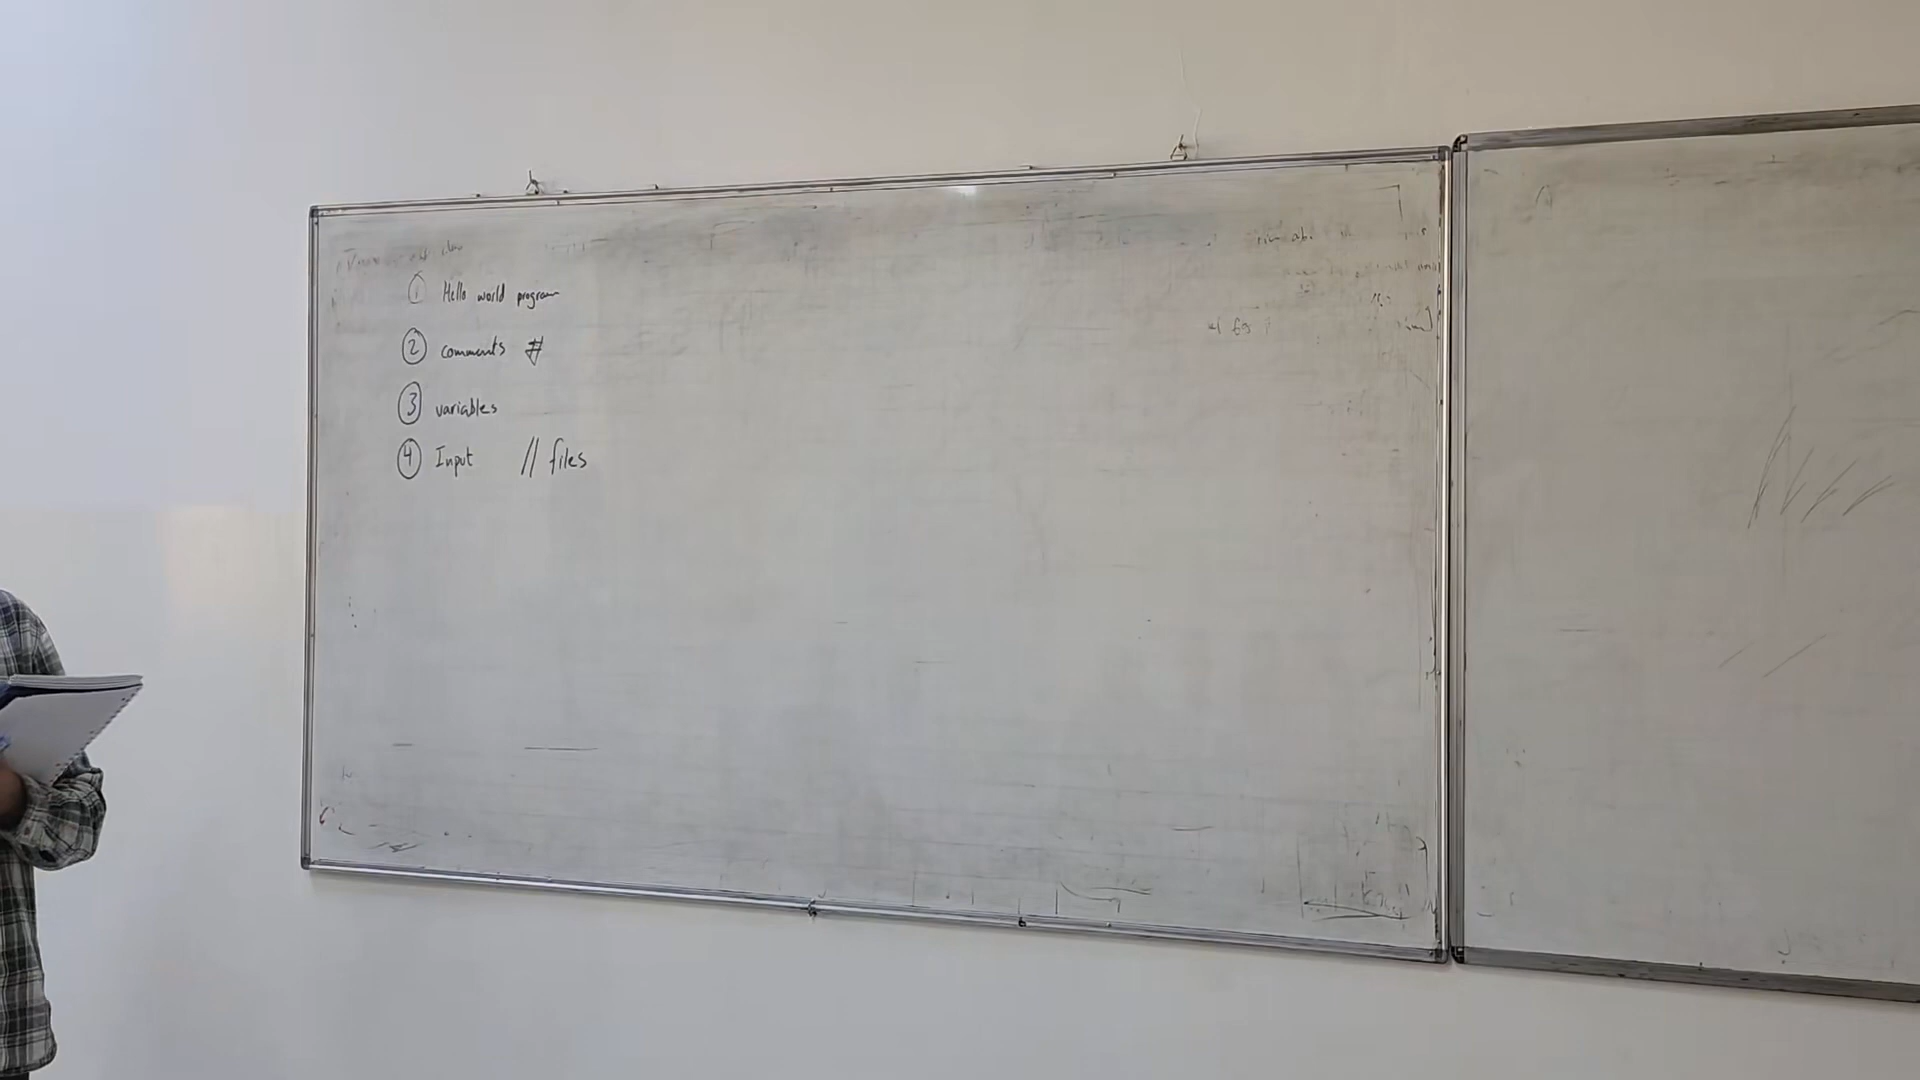 ① Hello world program
② comments #
③ variables
④ Input // files